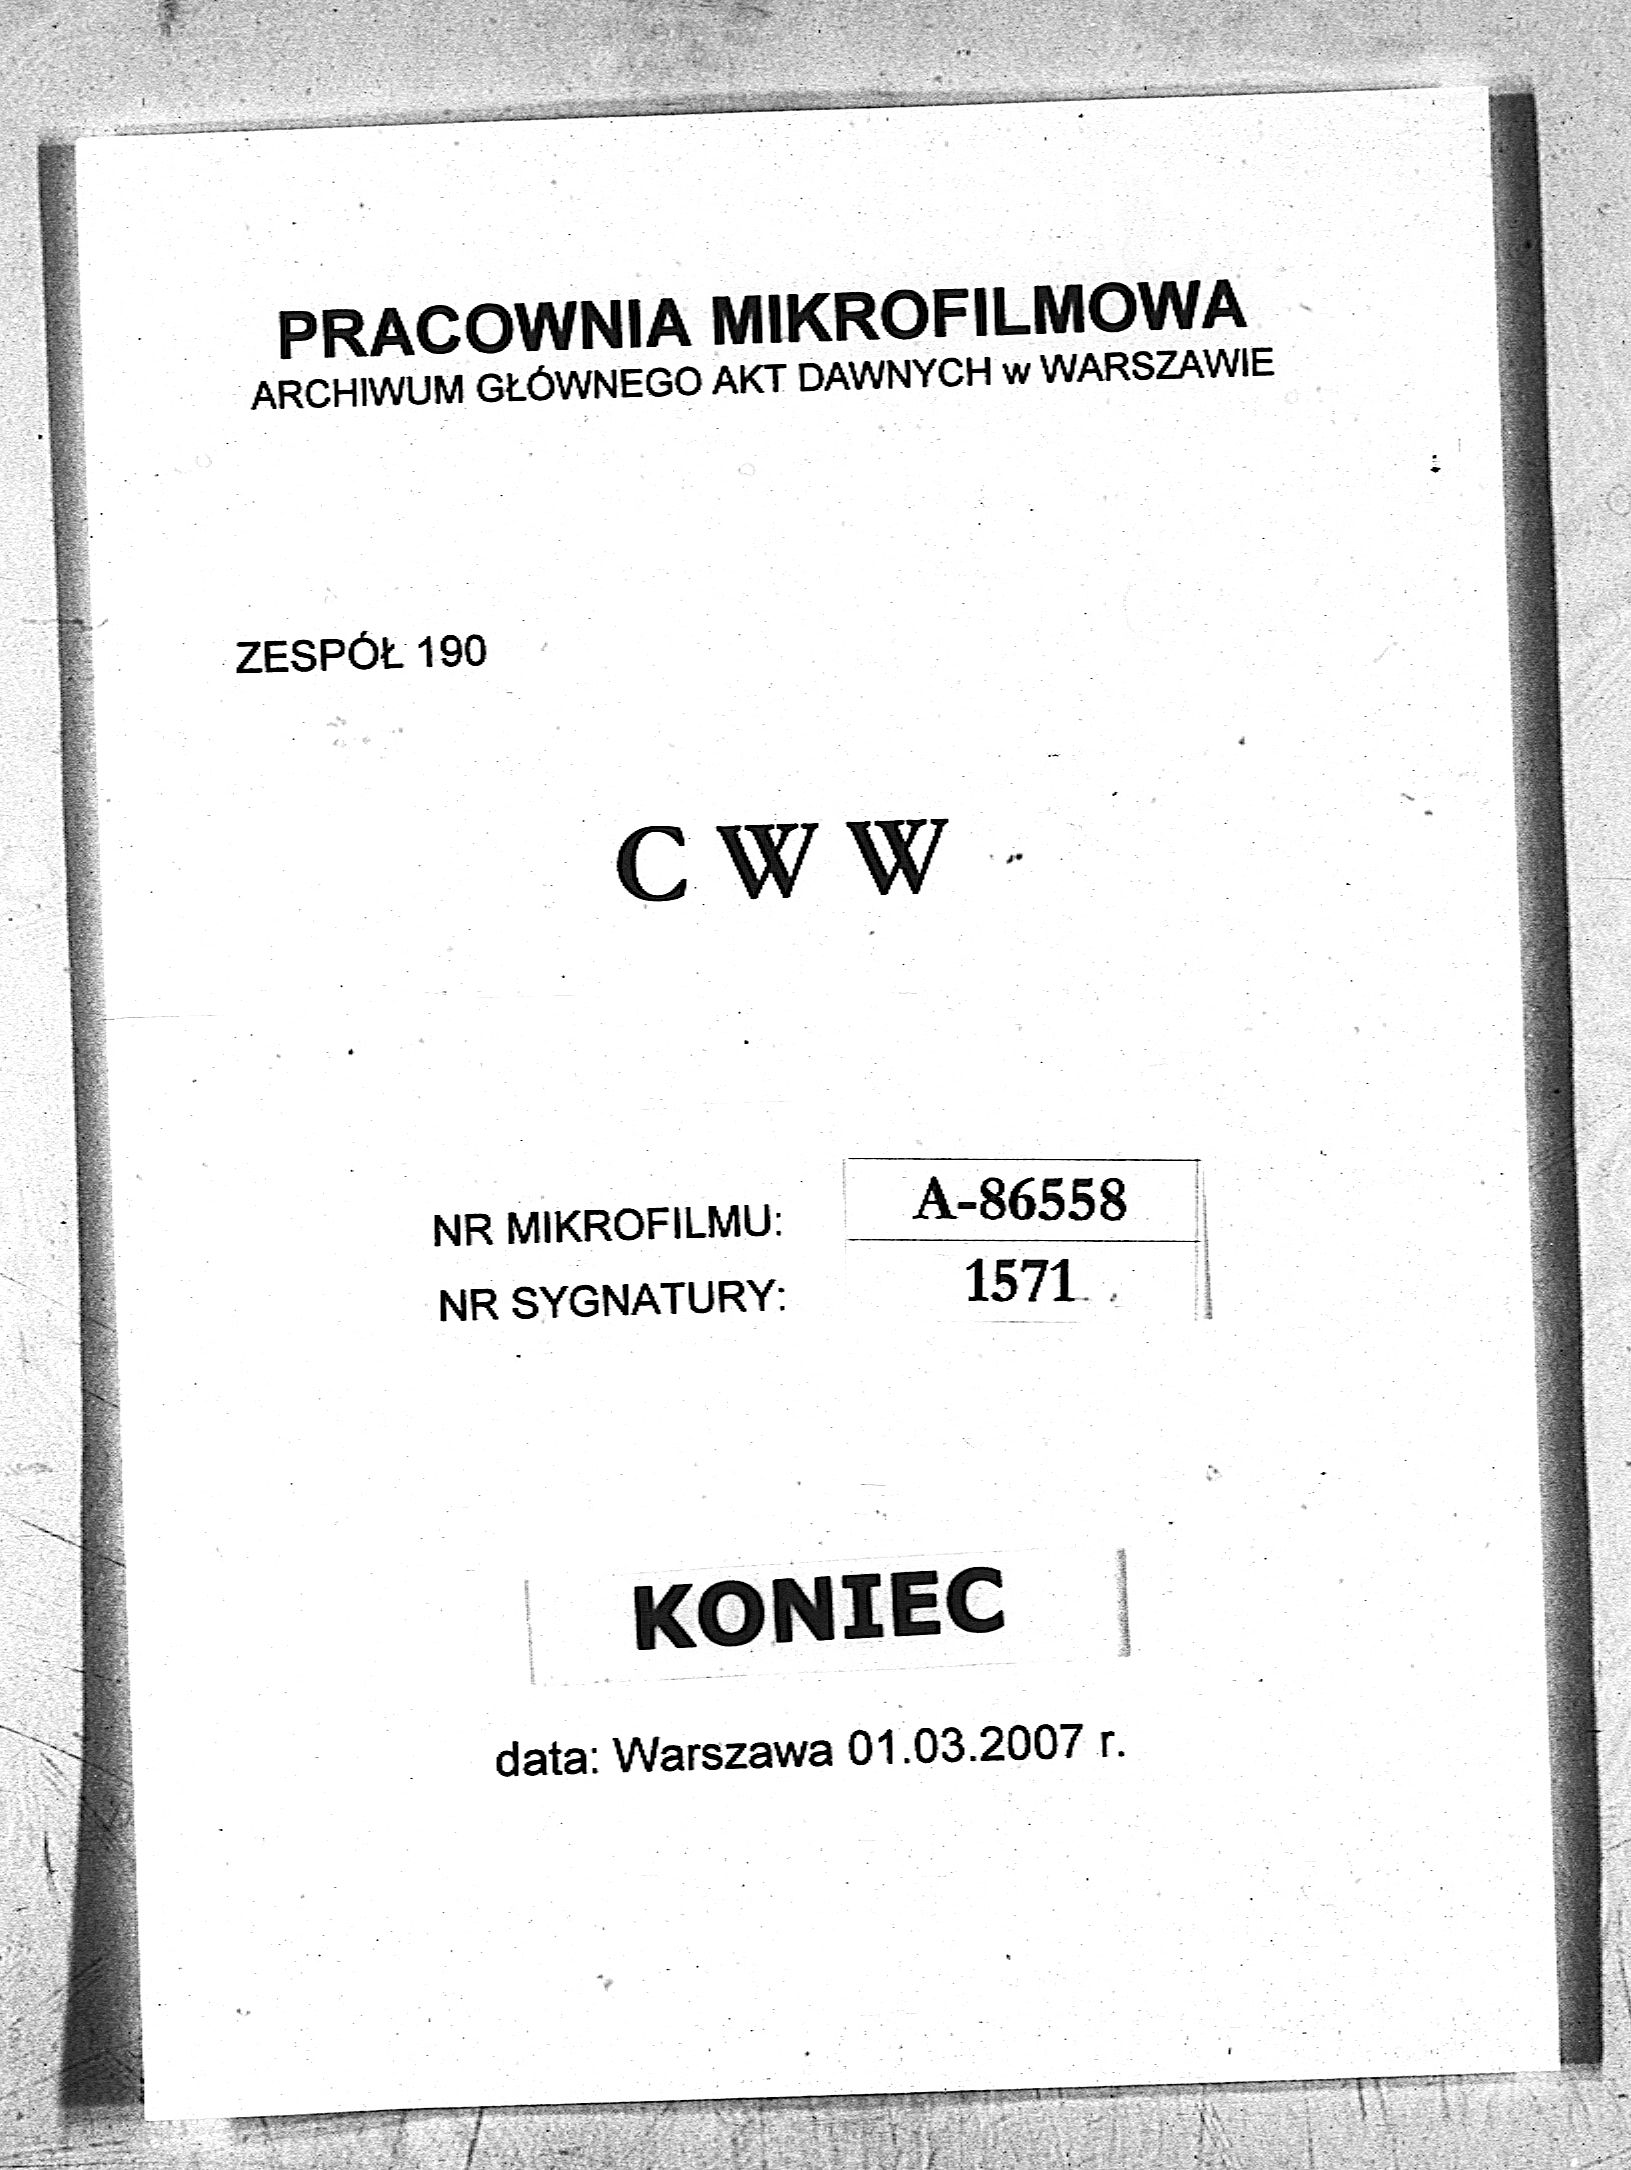 PRACOWNIA MIKROFILMOWA
ARCHIWUM GŁÓWNEGO AKT DAWNYCH w WARSZAWIE
ZESPÓŁ 190
C W W
NR MIKROFILMU: A-86558
NR SYGNATURY: 1571
KONIEC
data: Warszawa 01.03.2007 r.